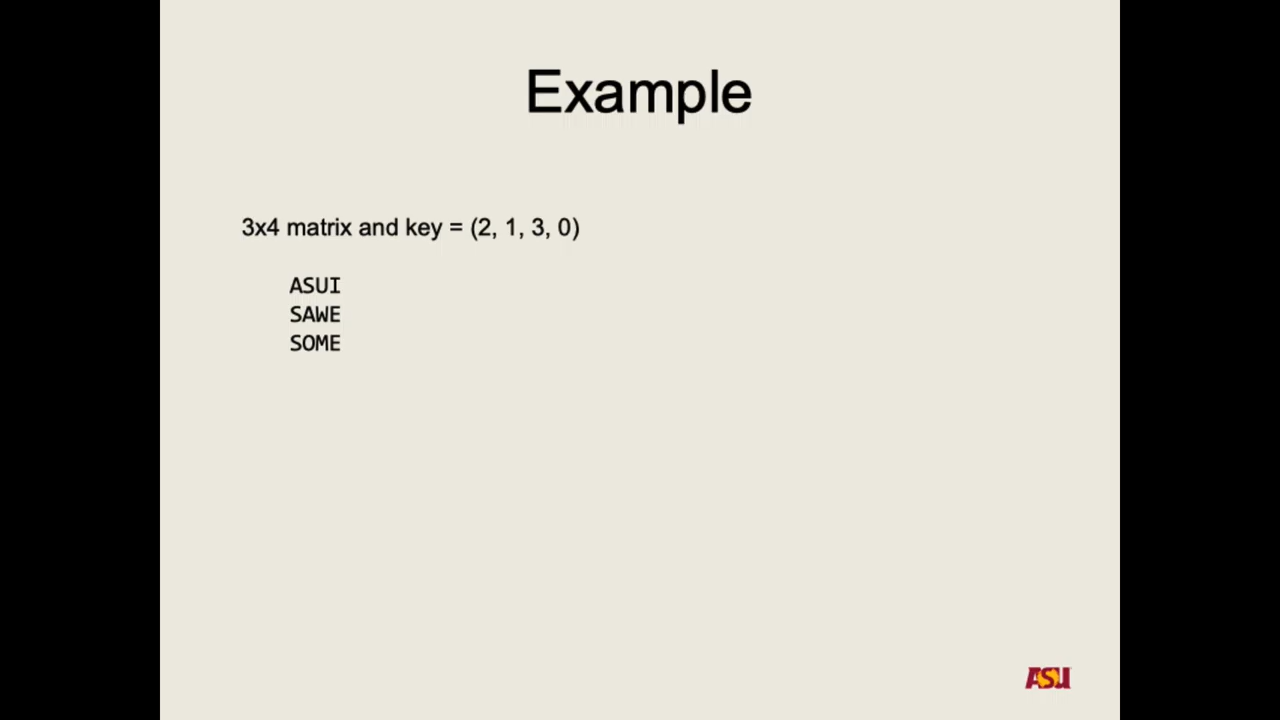 Example
3x4 matrix and key = (2, 1, 3, 0)
ASUI
SAWE
SOME
ASU